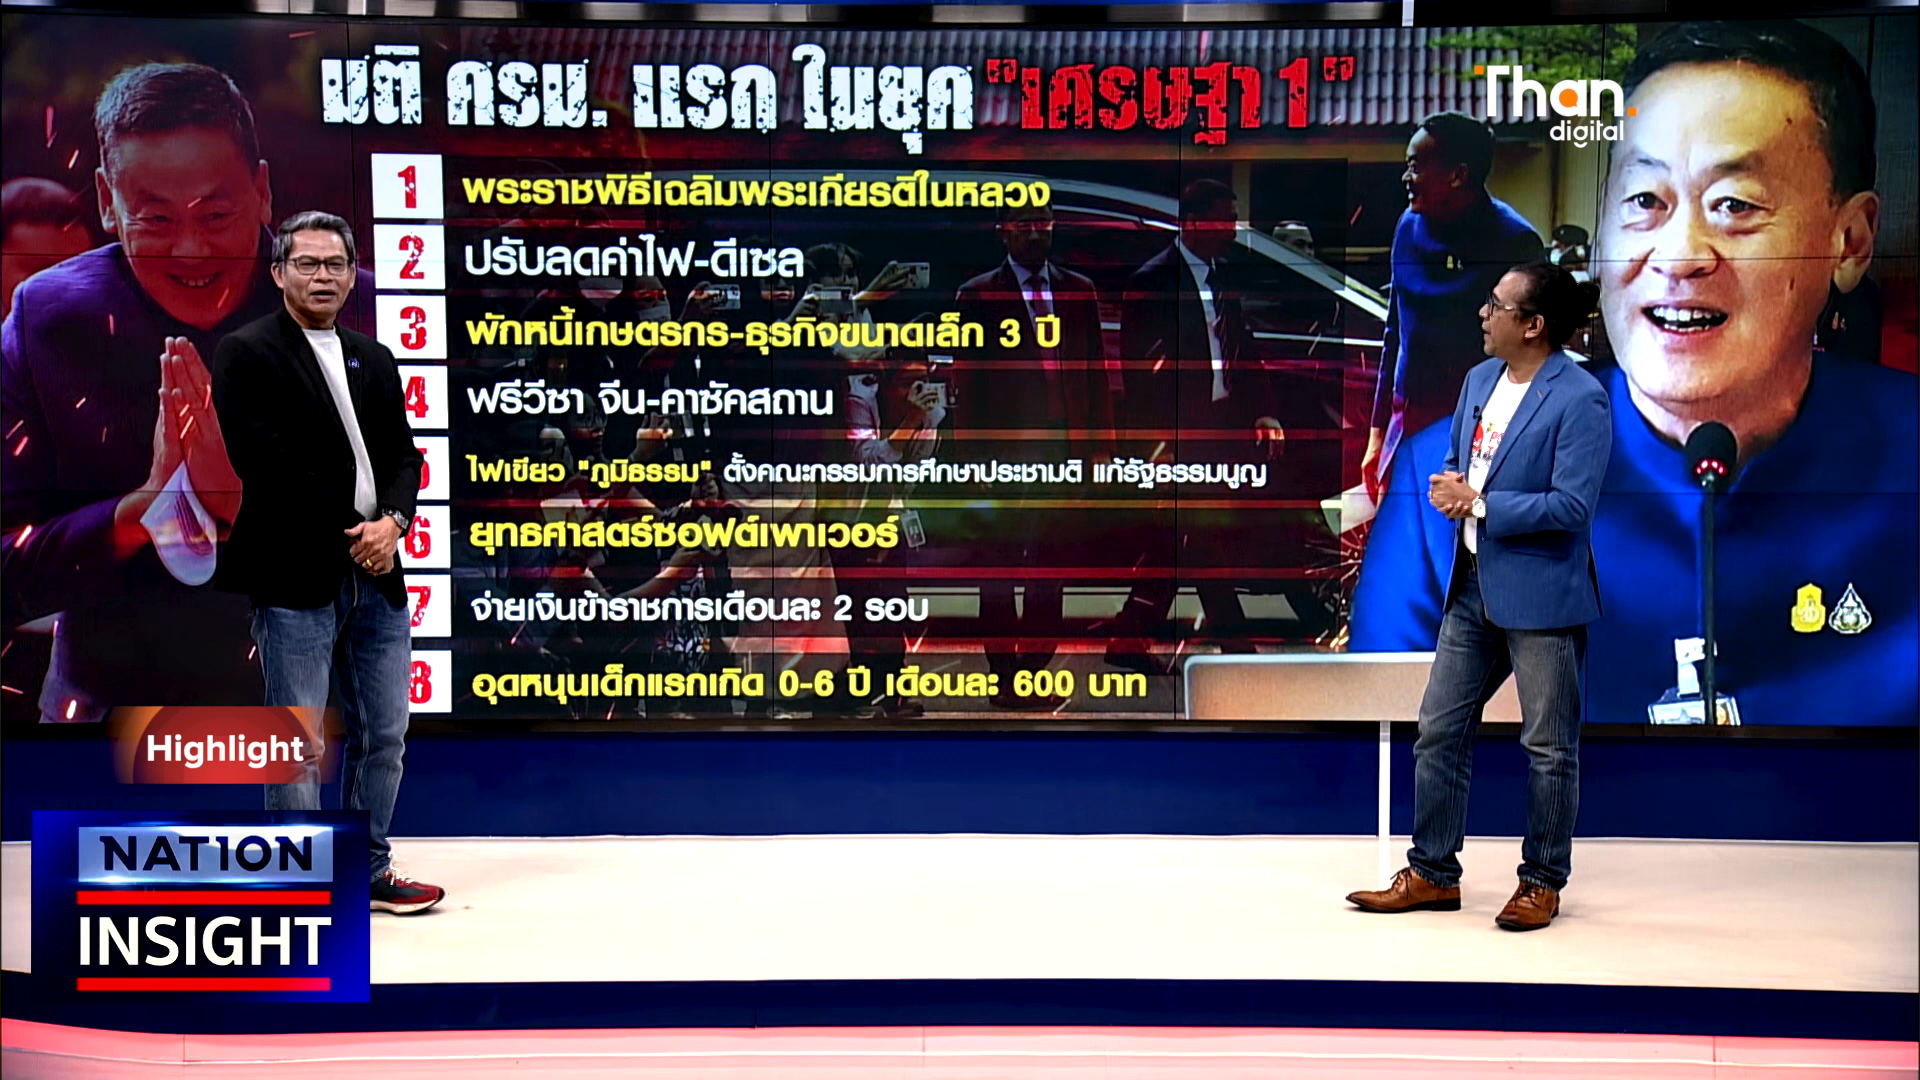 มติ ครม. แรก ในยุค "เศรษฐา 1"
Than
digital
1 พระราชพิธีเฉลิมพระเกียรติในหลวง
2 ปรับลดค่าไฟ-ดีเซล
3 พักหนี้เกษตรกร-ธุรกิจขนาดเล็ก 3 ปี
4 ฟรีวีซา จีน-คาซัคสถาน
5 ไฟเขียว "ภูมิธรรม" ตั้งคณะกรรมการศึกษาประชามติ แก้รัฐธรรมนูญ
6 ยุทธศาสตร์ซอฟต์เพาเวอร์
7 จ่ายเงินข้าราชการเดือนละ 2 รอบ
8 อุดหนุนเด็กแรกเกิด 0-6 ปี เดือนละ 600 บาท
Highlight
NATION
INSIGHT